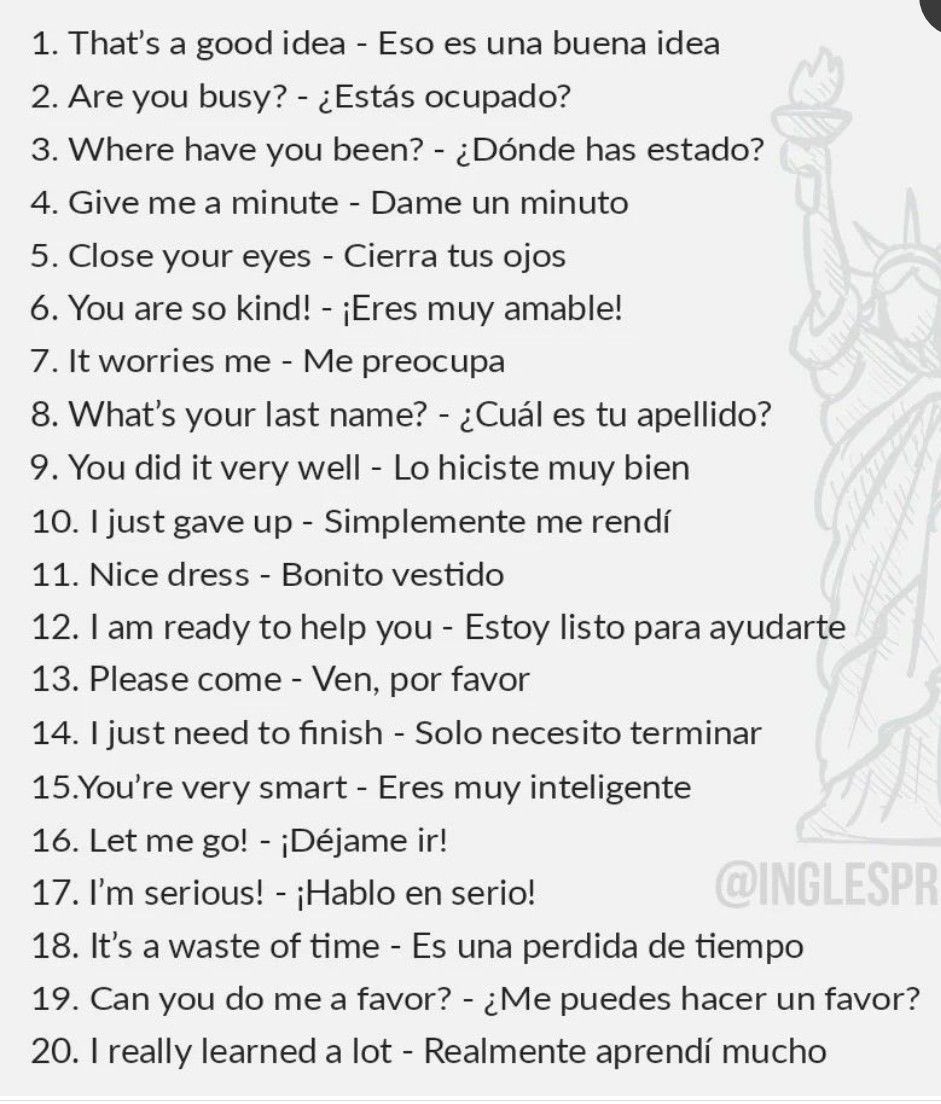 1. That's a good idea - Eso es una buena idea
2. Are you busy? - ¿Estás ocupado?
3. Where have you been? - ¿Dónde has estado?
4. Give me a minute - Dame un minuto
5. Close your eyes - Cierra tus ojos
6. You are so kind! - ¡Eres muy amable!
7. It worries me - Me preocupa
8. What's your last name? - ¿Cuál es tu apellido?
9. You did it very well - Lo hiciste muy bien
10. I just gave up - Simplemente me rendí
11. Nice dress - Bonito vestido
12. I am ready to help you - Estoy listo para ayudarte
13. Please come - Ven, por favor
14. I just need to finish - Solo necesito terminar
15.You're very smart - Eres muy inteligente
16. Let me go! - ¡Déjame ir!
17. I'm serious! - ¡Hablo en serio!
@INGLESPR
18. It's a waste of time - Es una perdida de tiempo
19. Can you do me a favor? - ¿Me puedes hacer un favor?
20. I really learned a lot - Realmente aprendí mucho